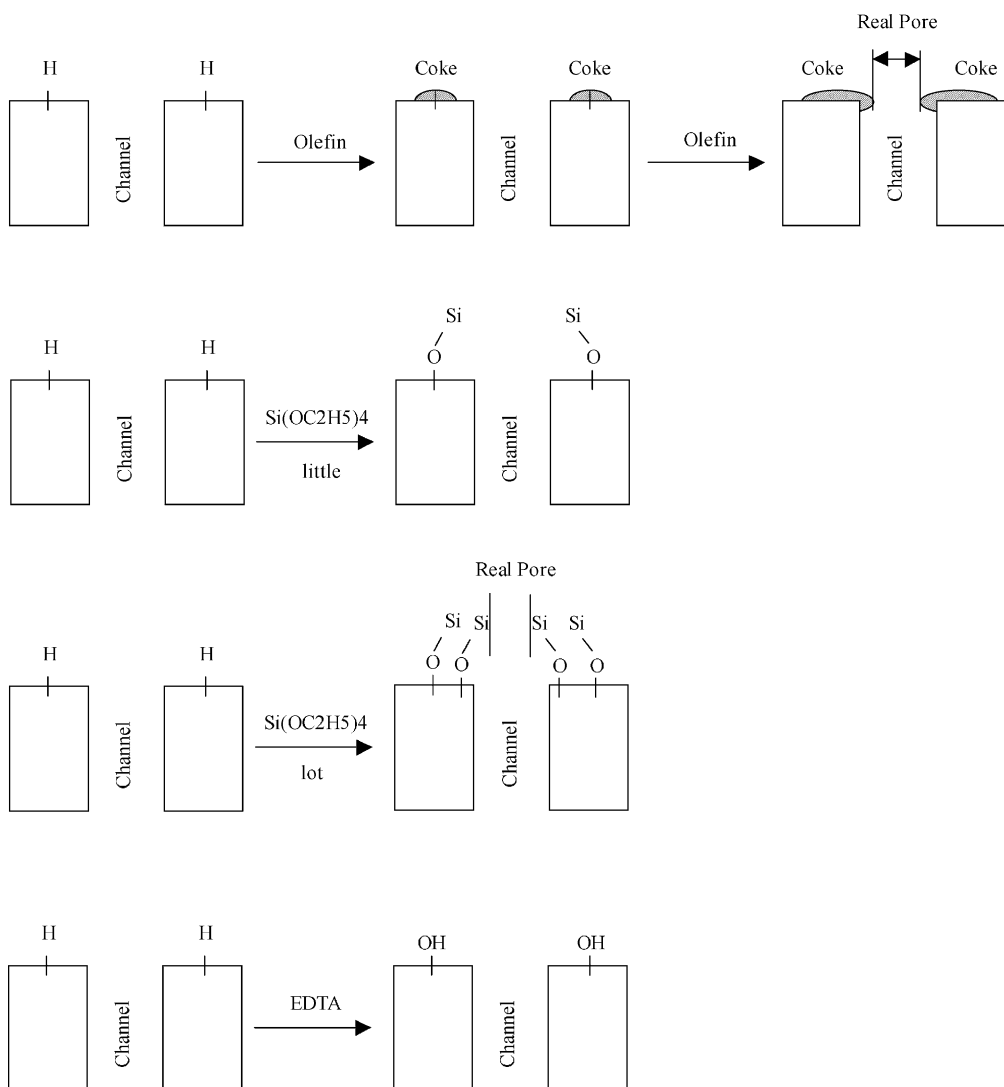 Real Pore
H
H
Coke
Coke
Coke
Coke
Channel
Channel
Olefin
Channel
Olefin
Channel
Si
Si
H
H
O
O
Channel
Si(OC2H5)4
little
Channel
Real Pore
Si
Si
Si
Si
H
H
O
O
O
O
Channel
Si(OC2H5)4
lot
Channel
H
H
OH
OH
Channel
EDTA
Channel